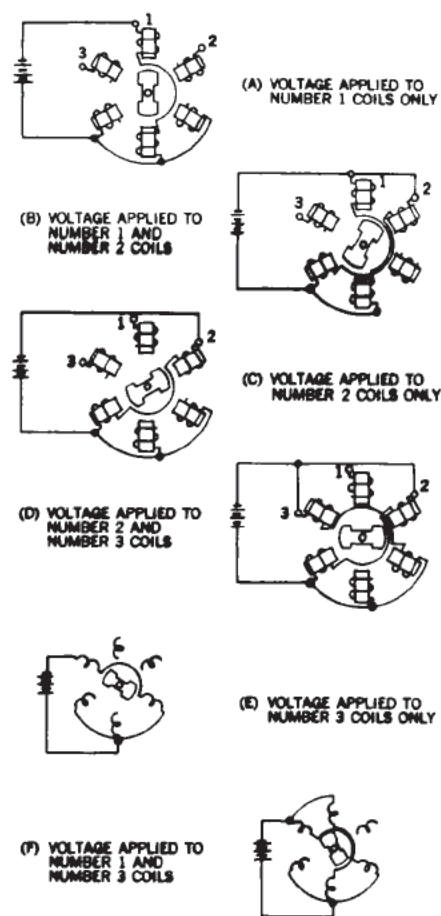 1
2
3
(A) VOLTAGE APPLIED TO
NUMBER 1 COILS ONLY
1
2
3
(B) VOLTAGE APPLIED TO
NUMBER 1 AND
NUMBER 2 COILS
1
2
3
(C) VOLTAGE APPLIED TO
NUMBER 2 COILS ONLY
1
2
3
(D) VOLTAGE APPLIED TO
NUMBER 2 AND
NUMBER 3 COILS
(E) VOLTAGE APPLIED TO
NUMBER 3 COILS ONLY
(F) VOLTAGE APPLIED TO
NUMBER 1 AND
NUMBER 3 COILS